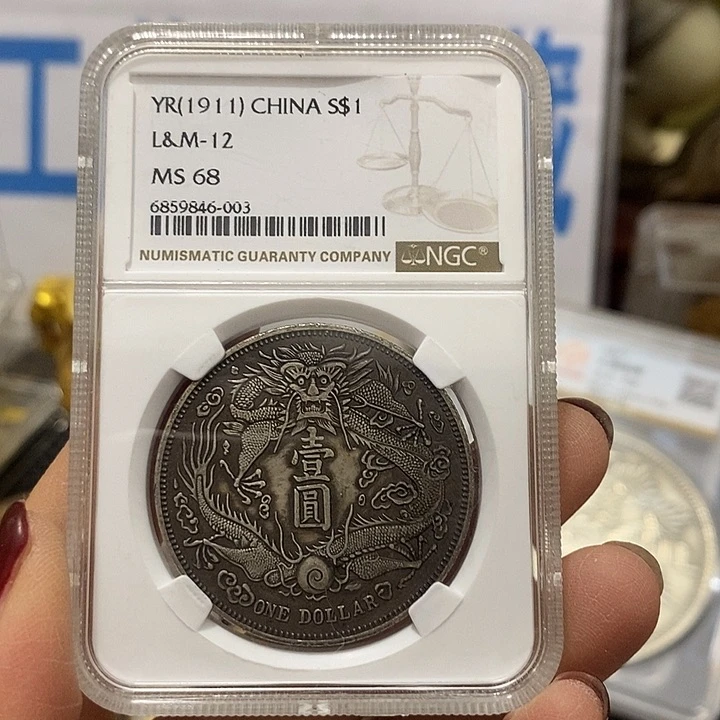 YR(1911) CHINA S$1
L&M-12
MS 68
6859846-003
NUMISMATIC GUARANTY COMPANY NGC®
壹
圓
ONE DOLLAR